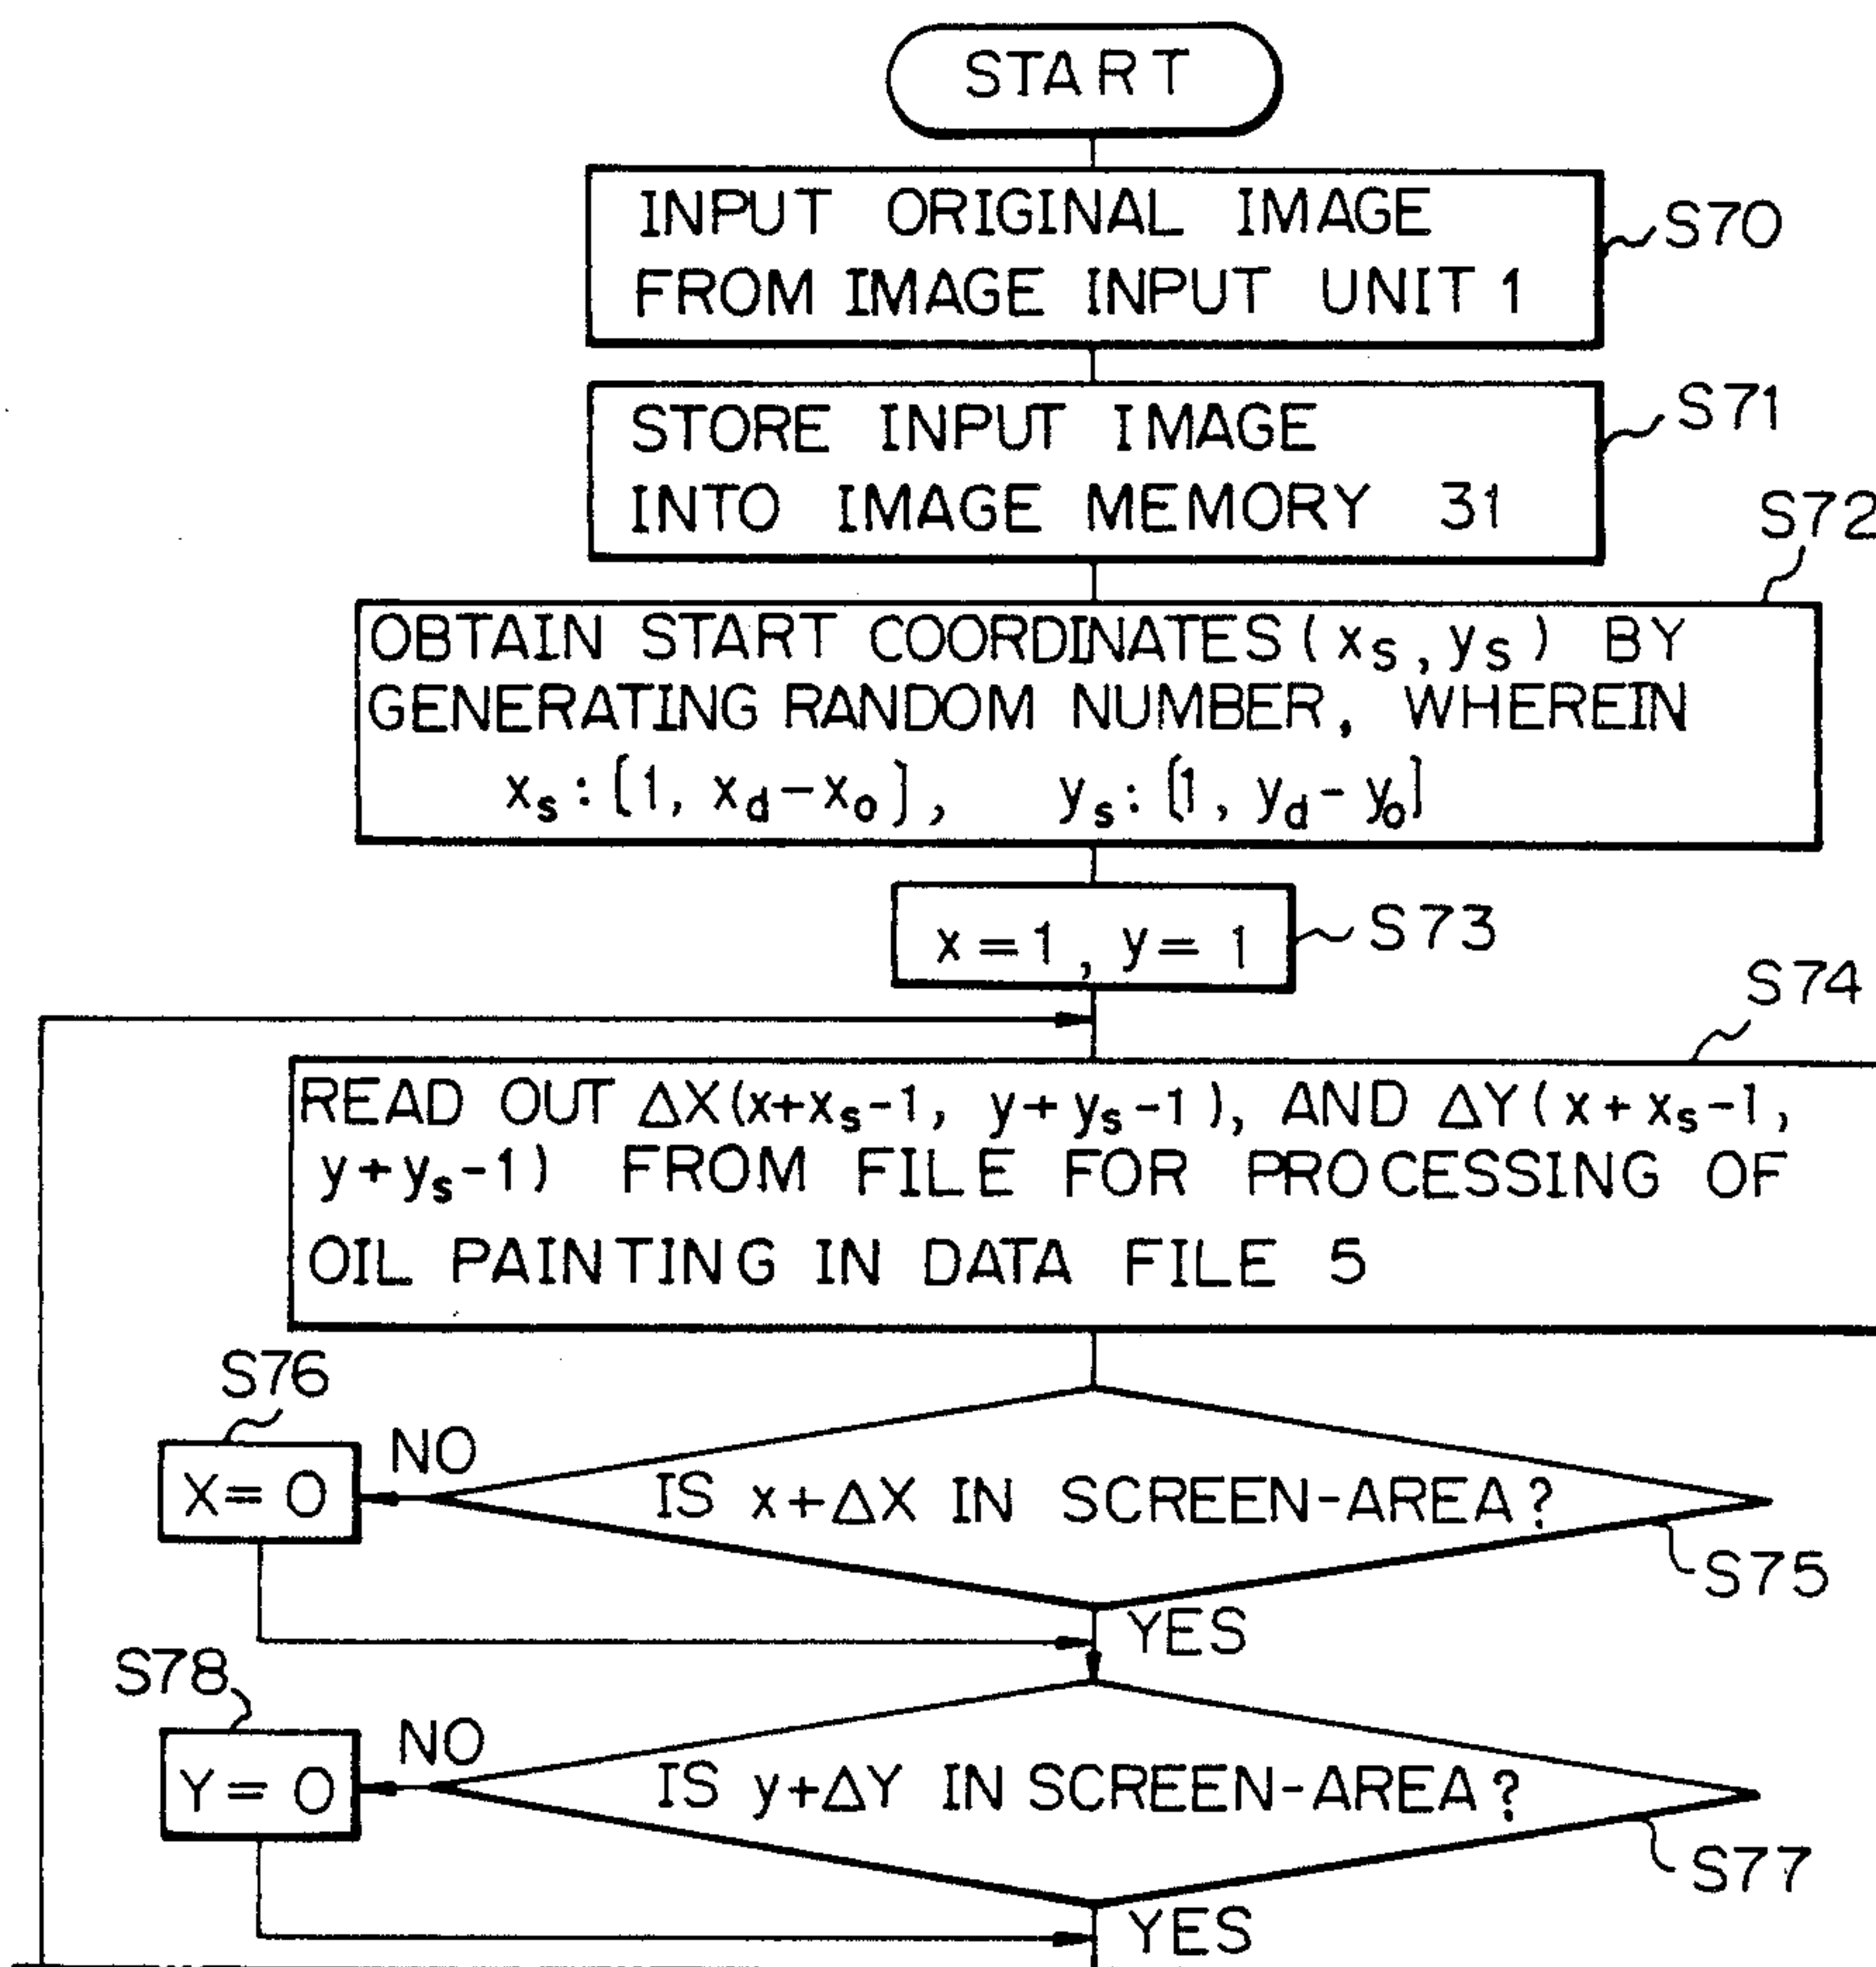 START
INPUT ORIGINAL IMAGE
FROM IMAGE INPUT UNIT 1
S70
STORE INPUT IMAGE
INTO IMAGE MEMORY 31
S71
S72
OBTAIN START COORDINATES (xs, ys) BY
GENERATING RANDOM NUMBER, WHEREIN
xs: [1, xd-xo], ys: [1, yd-yo]
x=1, y=1
S73
S74
READ OUT ΔX(x+xs-1, y+ys-1), AND ΔY(x+xs-1,
y+ys-1) FROM FILE FOR PROCESSING OF
OIL PAINTING IN DATA FILE 5
S76
X=0
NO
IS x+ΔX IN SCREEN-AREA?
S75
YES
S78
Y=0
NO
IS y+ΔY IN SCREEN-AREA?
S77
YES